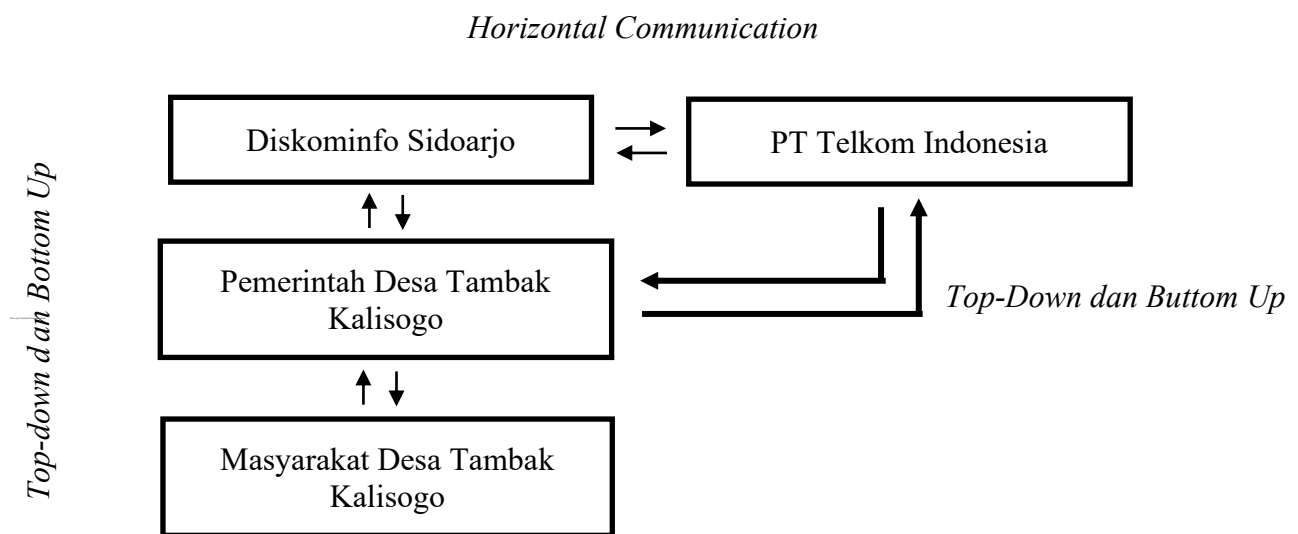 Horizontal Communication
Diskominfo Sidoarjo
PT Telkom Indonesia
Top-down dan Bottom Up
Pemerintah Desa Tambak
Kalisogo
Top-Down dan Buttom Up
Masyarakat Desa Tambak
Kalisogo